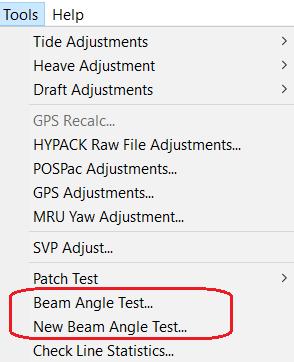 Tools Help
Tide Adjustments
Heave Adjustment
Draft Adjustments
GPS Recalc...
HYPACK Raw File Adjustments...
POSPac Adjustments...
GPS Adjustments...
MRU Yaw Adjustment...
SVP Adjust...
Patch Test
Beam Angle Test...
New Beam Angle Test...
Check Line Statistics...